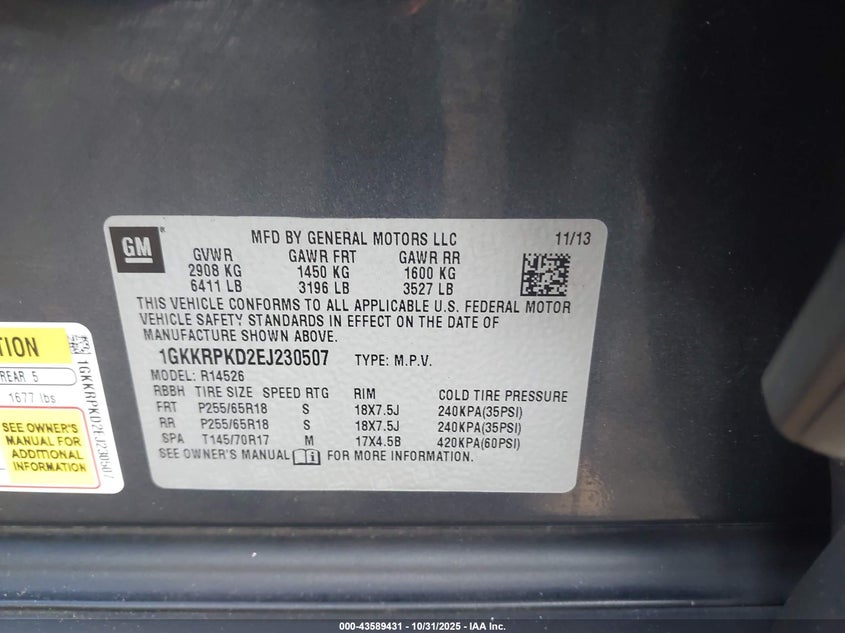 GM
MFD BY GENERAL MOTORS LLC
11/13
GVWR GAWR FRT GAWR RR
2908 KG 1450 KG 1600 KG
6411 LB 3196 LB 3527 LB
THIS VEHICLE CONFORMS TO ALL APPLICABLE U.S. FEDERAL MOTOR
VEHICLE SAFETY STANDARDS IN EFFECT ON THE DATE OF
MANUFACTURE SHOWN ABOVE.
1GKKRPKD2EJ230507 TYPE: M.P.V.
MODEL: R14526
RBBH TIRE SIZE SPEED RTG RIM COLD TIRE PRESSURE
FRT P255/65R18 S 18X7.5J 240KPA(35PSI)
RR P255/65R18 S 18X7.5J 240KPA(35PSI)
SPA T145/70R17 M 17X4.5B 420KPA(60PSI)
SEE OWNER'S MANUAL FOR MORE INFORMATION.
TION
REAR 5
1677 lbs
SEE OWNER'S
MANUAL FOR
ADDITIONAL
INFORMATION
1GKKRPKD2EJ230507
000-43589431 - 10/31/2025 - IAA Inc.